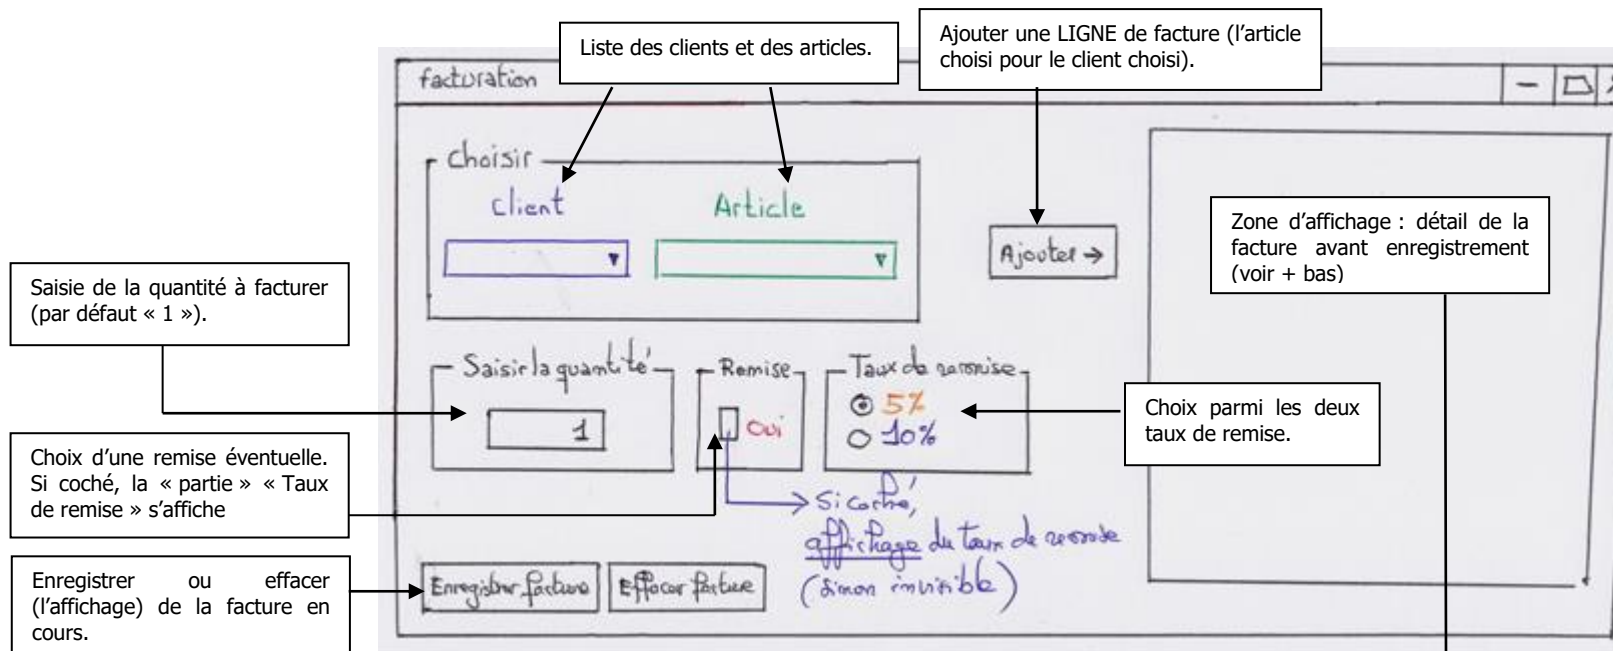 Liste des clients et des articles.
Ajouter une LIGNE de facture (l'article
choisi pour le client choisi).
facturation
Choisir
Client
Article
Ajouter →
Zone d'affichage : détail de la
facture avant enregistrement
(voir + bas)
Saisie de la quantité à facturer
(par défaut « 1 »).
Saisir la quantité
1
Remise
oui
Taux de remise
5%
10%
Choix parmi les deux
taux de remise.
Choix d'une remise éventuelle.
Si coché, la « partie » « Taux
de remise » s'affiche
Si coché,
affichage du taux de remise
(sinon invisible)
Enregistrer ou effacer
(l'affichage) de la facture en
cours.
Enregistrer facture
Effacer facture